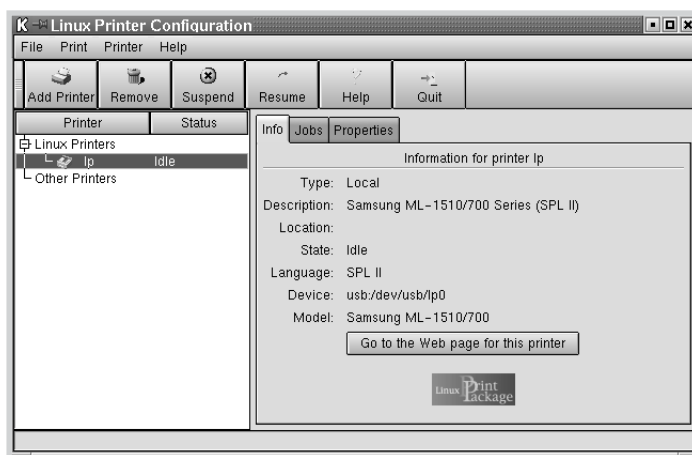 Linux Printer Configuration
File Print Printer Help
Add Printer Remove Suspend Resume Help Quit
Printer Status
Linux Printers
lp Idle
Other Printers
Info Jobs Properties
Information for printer lp
Type: Local
Description: Samsung ML-1510/700 Series (SPL II)
Location:
State: Idle
Language: SPL II
Device: usb:/dev/usb/lp0
Model: Samsung ML-1510/700
Go to the Web page for this printer
Linux Print
Package